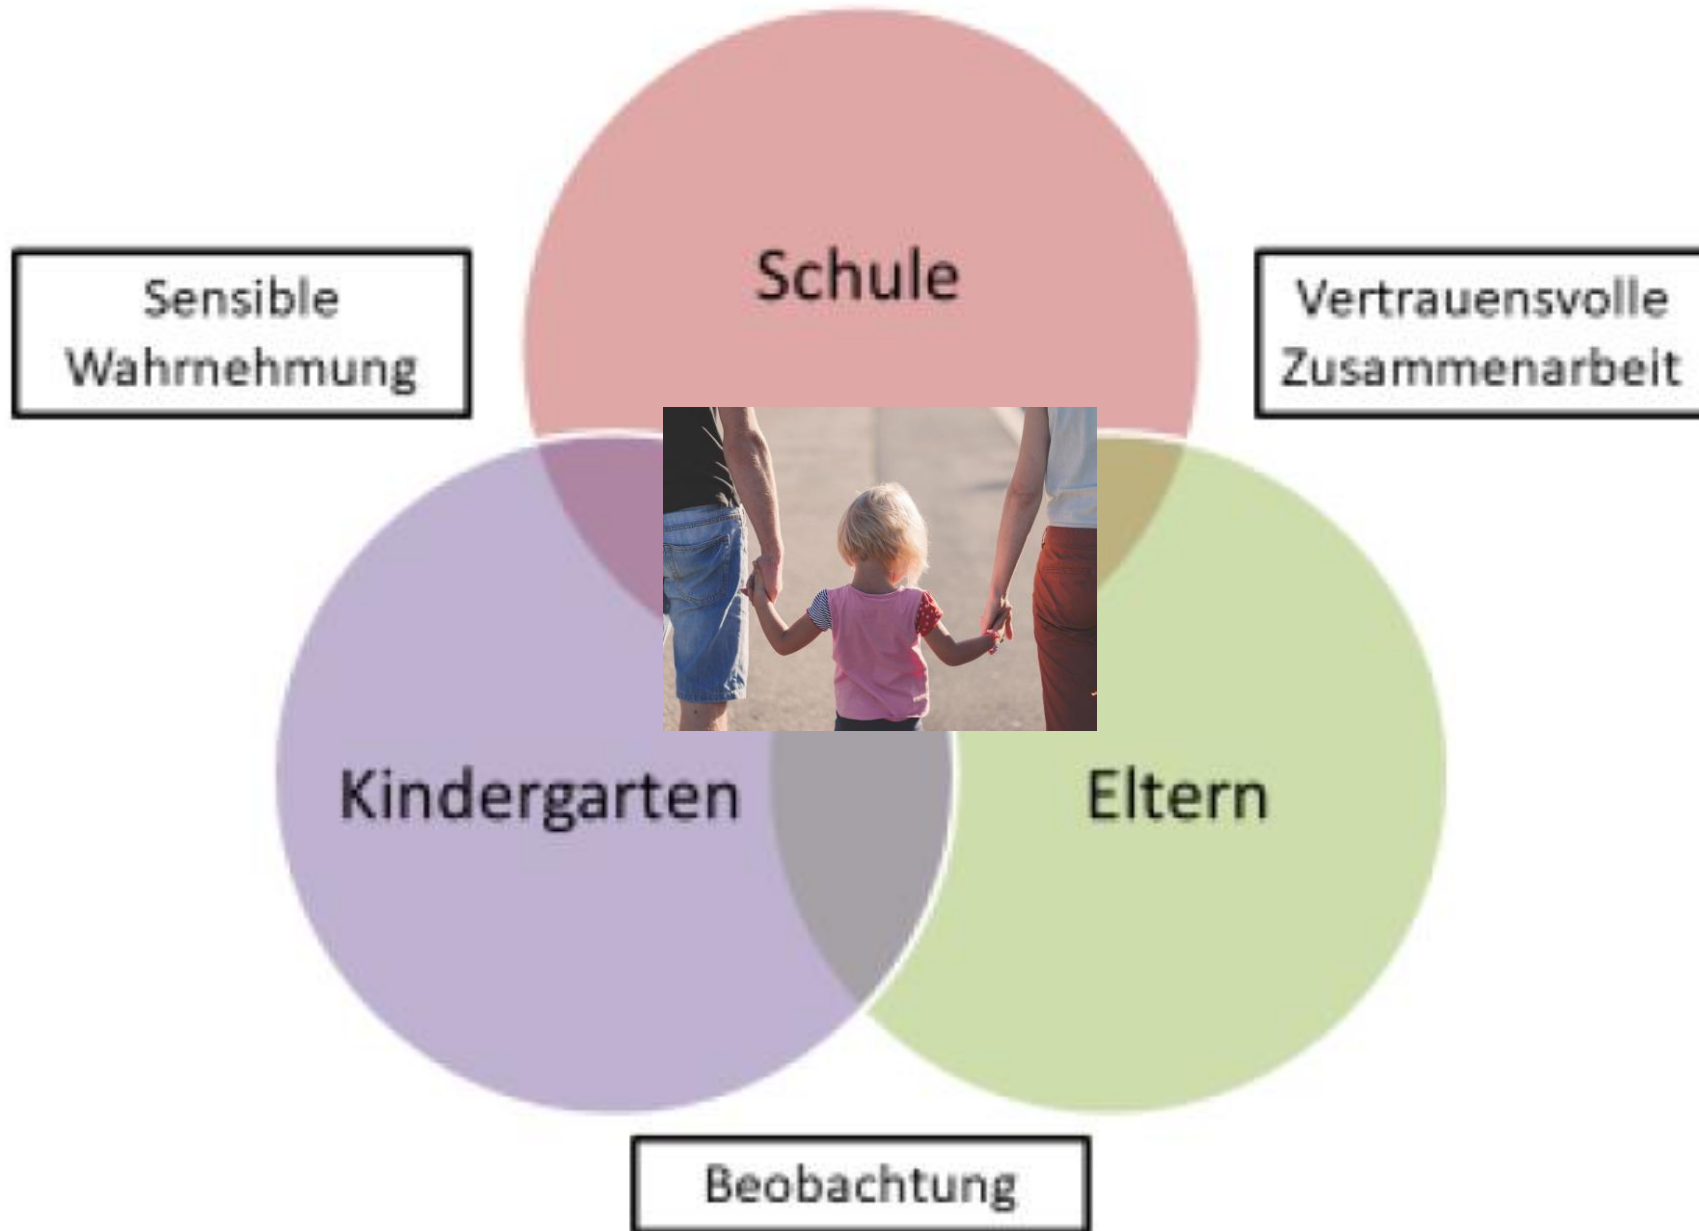 Schule
Sensible
Wahrnehmung
Vertrauensvolle
Zusammenarbeit
Kindergarten
Eltern
Beobachtung